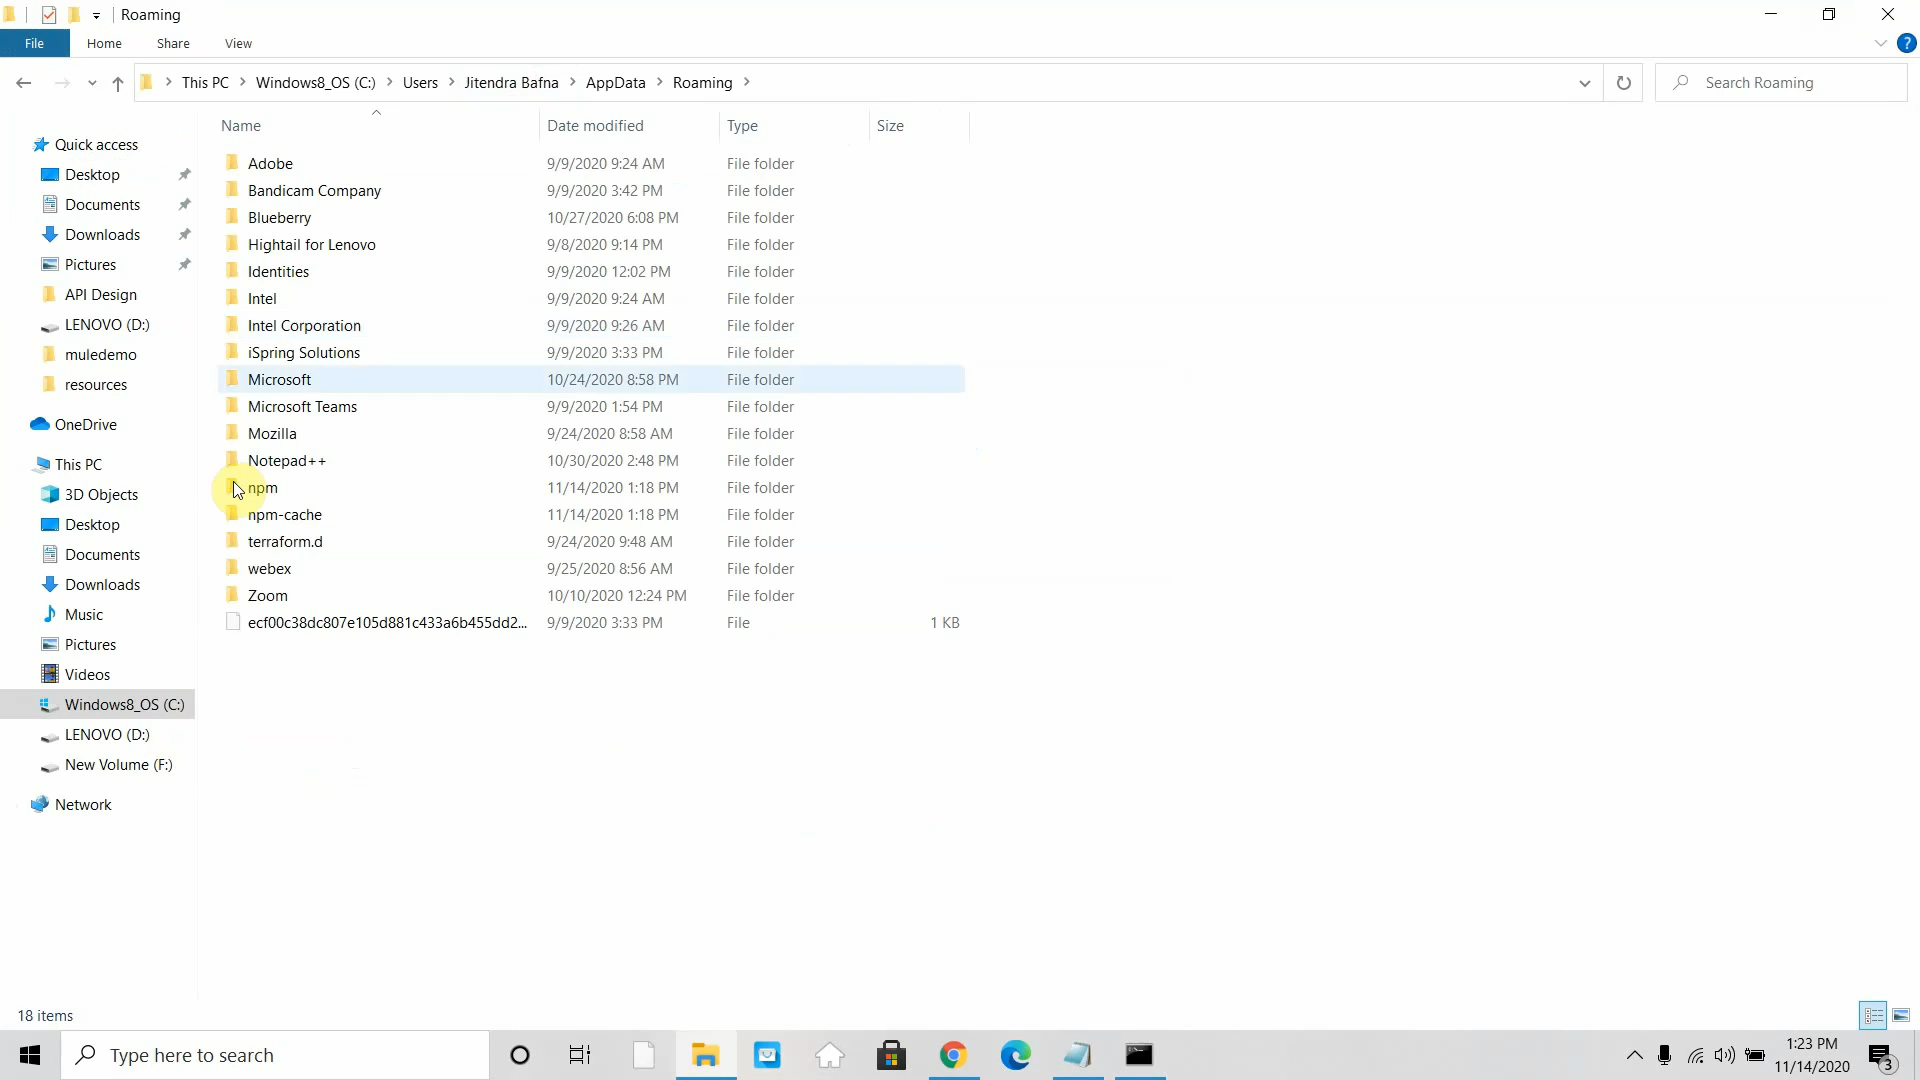 Roaming
File Home Share View
This PC Windows8_OS (C:) Users Jitendra Bafna AppData Roaming
Search Roaming
Name Date modified Type Size
Quick access
Desktop
Documents
Downloads
Pictures
API Design
LENOVO (D:)
muledemo
resources
OneDrive
This PC
3D Objects
Desktop
Documents
Downloads
Music
Pictures
Videos
Windows8_OS (C:)
LENOVO (D:)
New Volume (F:)
Network
Adobe 9/9/2020 9:24 AM File folder
Bandicam Company 9/9/2020 3:42 PM File folder
Blueberry 10/27/2020 6:08 PM File folder
Hightail for Lenovo 9/8/2020 9:14 PM File folder
Identities 9/9/2020 12:02 PM File folder
Intel 9/9/2020 9:24 AM File folder
Intel Corporation 9/9/2020 9:26 AM File folder
iSpring Solutions 9/9/2020 3:33 PM File folder
Microsoft 10/24/2020 8:58 PM File folder
Microsoft Teams 9/9/2020 1:54 PM File folder
Mozilla 9/24/2020 8:58 AM File folder
Notepad++ 10/30/2020 2:48 PM File folder
npm 11/14/2020 1:18 PM File folder
npm-cache 11/14/2020 1:18 PM File folder
terraform.d 9/24/2020 9:48 AM File folder
webex 9/25/2020 8:56 AM File folder
Zoom 10/10/2020 12:24 PM File folder
ecf00c38dc807e105d881c433a6b455dd2... 9/9/2020 3:33 PM File 1 KB
18 items
Type here to search
1:23 PM
11/14/2020
3